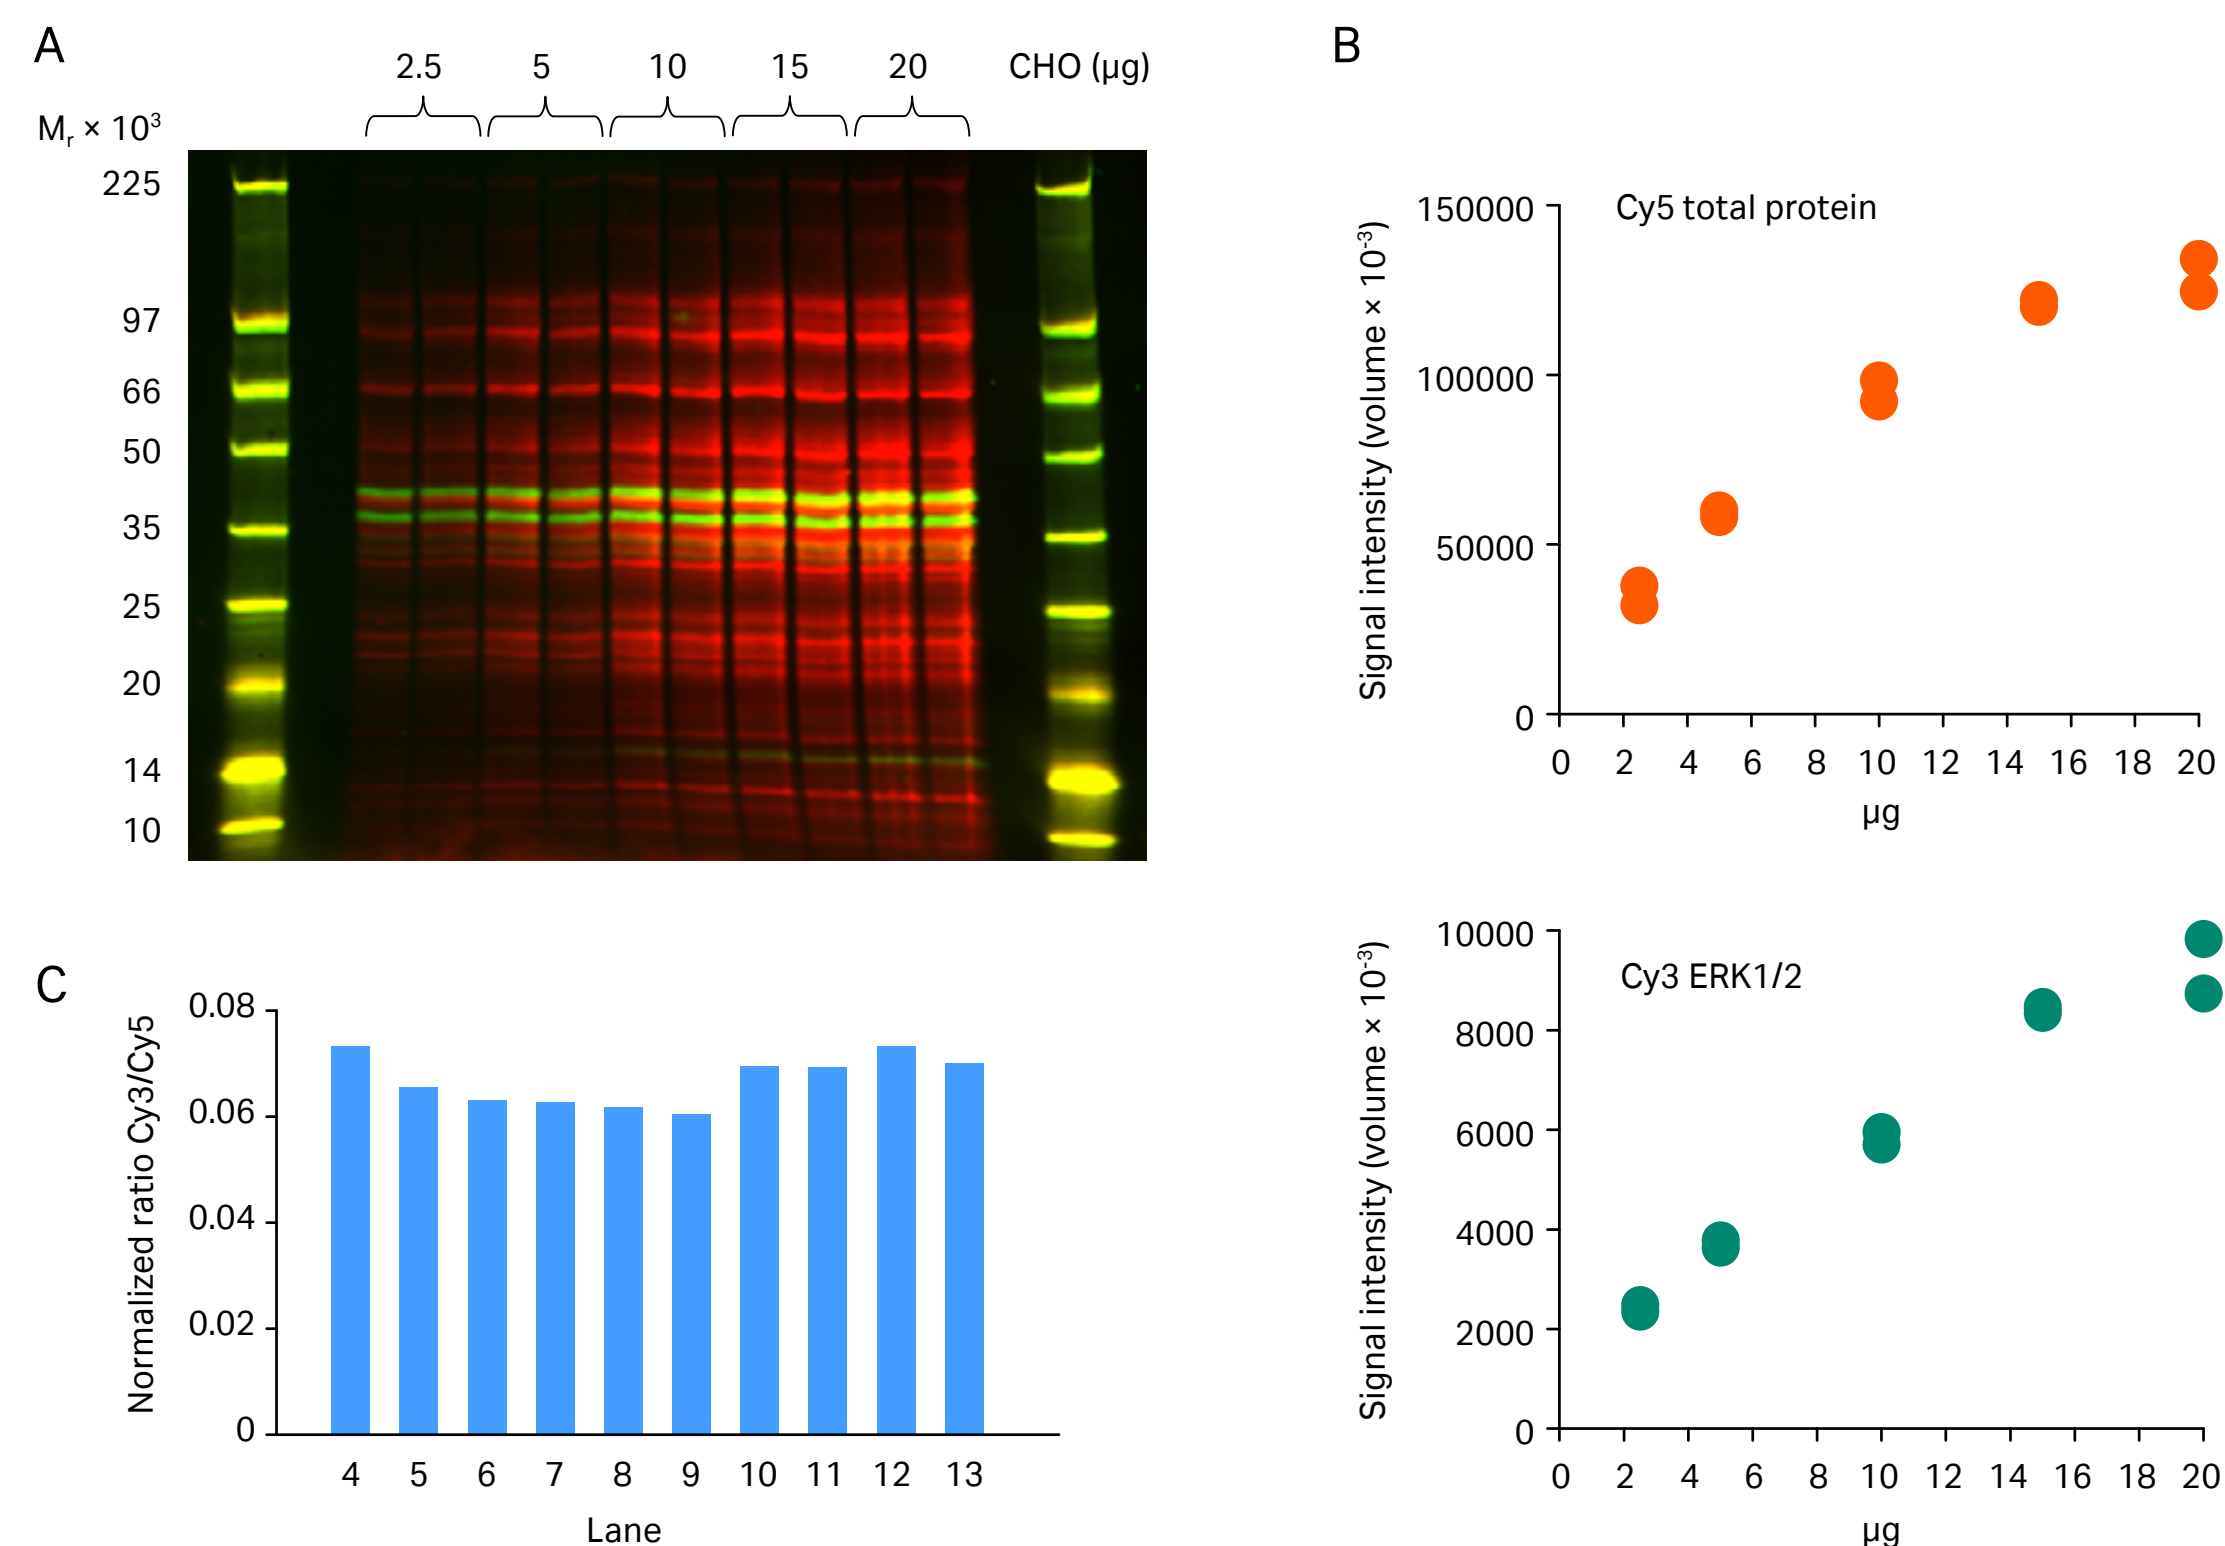 A
2.5 5 10 15 20 CHO (µg)
Mr × 10³
225
97
66
50
35
25
20
14
10
B
Cy5 total protein
Signal intensity (volume × 10⁻³)
150000
100000
50000
0
0 2 4 6 8 10 12 14 16 18 20
µg
Cy3 ERK1/2
Signal intensity (volume × 10⁻³)
10000
8000
6000
4000
2000
0
0 2 4 6 8 10 12 14 16 18 20
µg
C
Normalized ratio Cy3/Cy5
0.08
0.06
0.04
0.02
0
4 5 6 7 8 9 10 11 12 13
Lane